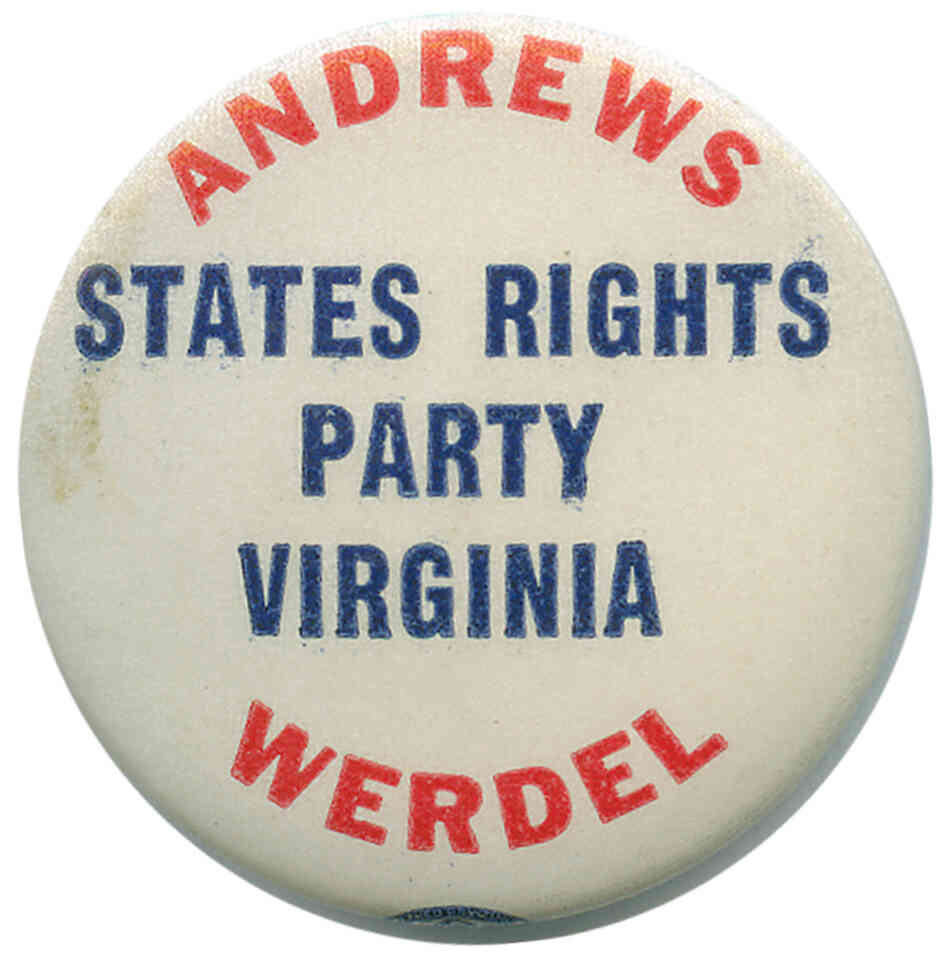 ANDREWS
STATES RIGHTS
PARTY
VIRGINIA
WERDEL